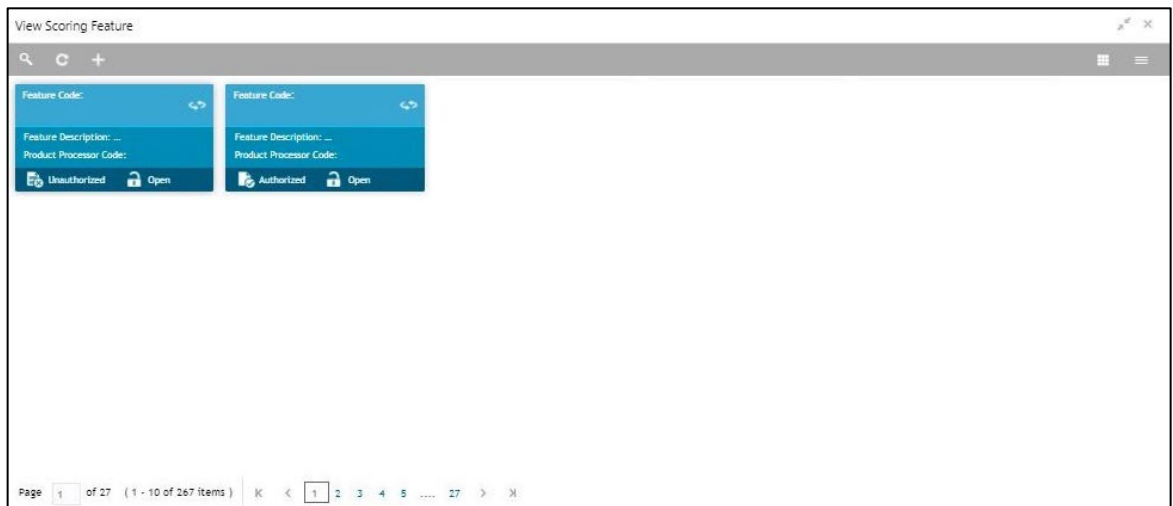 View Scoring Feature
Feature Code:
Feature Description: ...
Product Processor Code:
Unauthorized Open
Feature Code:
Feature Description: ...
Product Processor Code:
Authorized Open
Page 1 of 27 (1 - 10 of 267 items) 1 2 3 4 5 .... 27